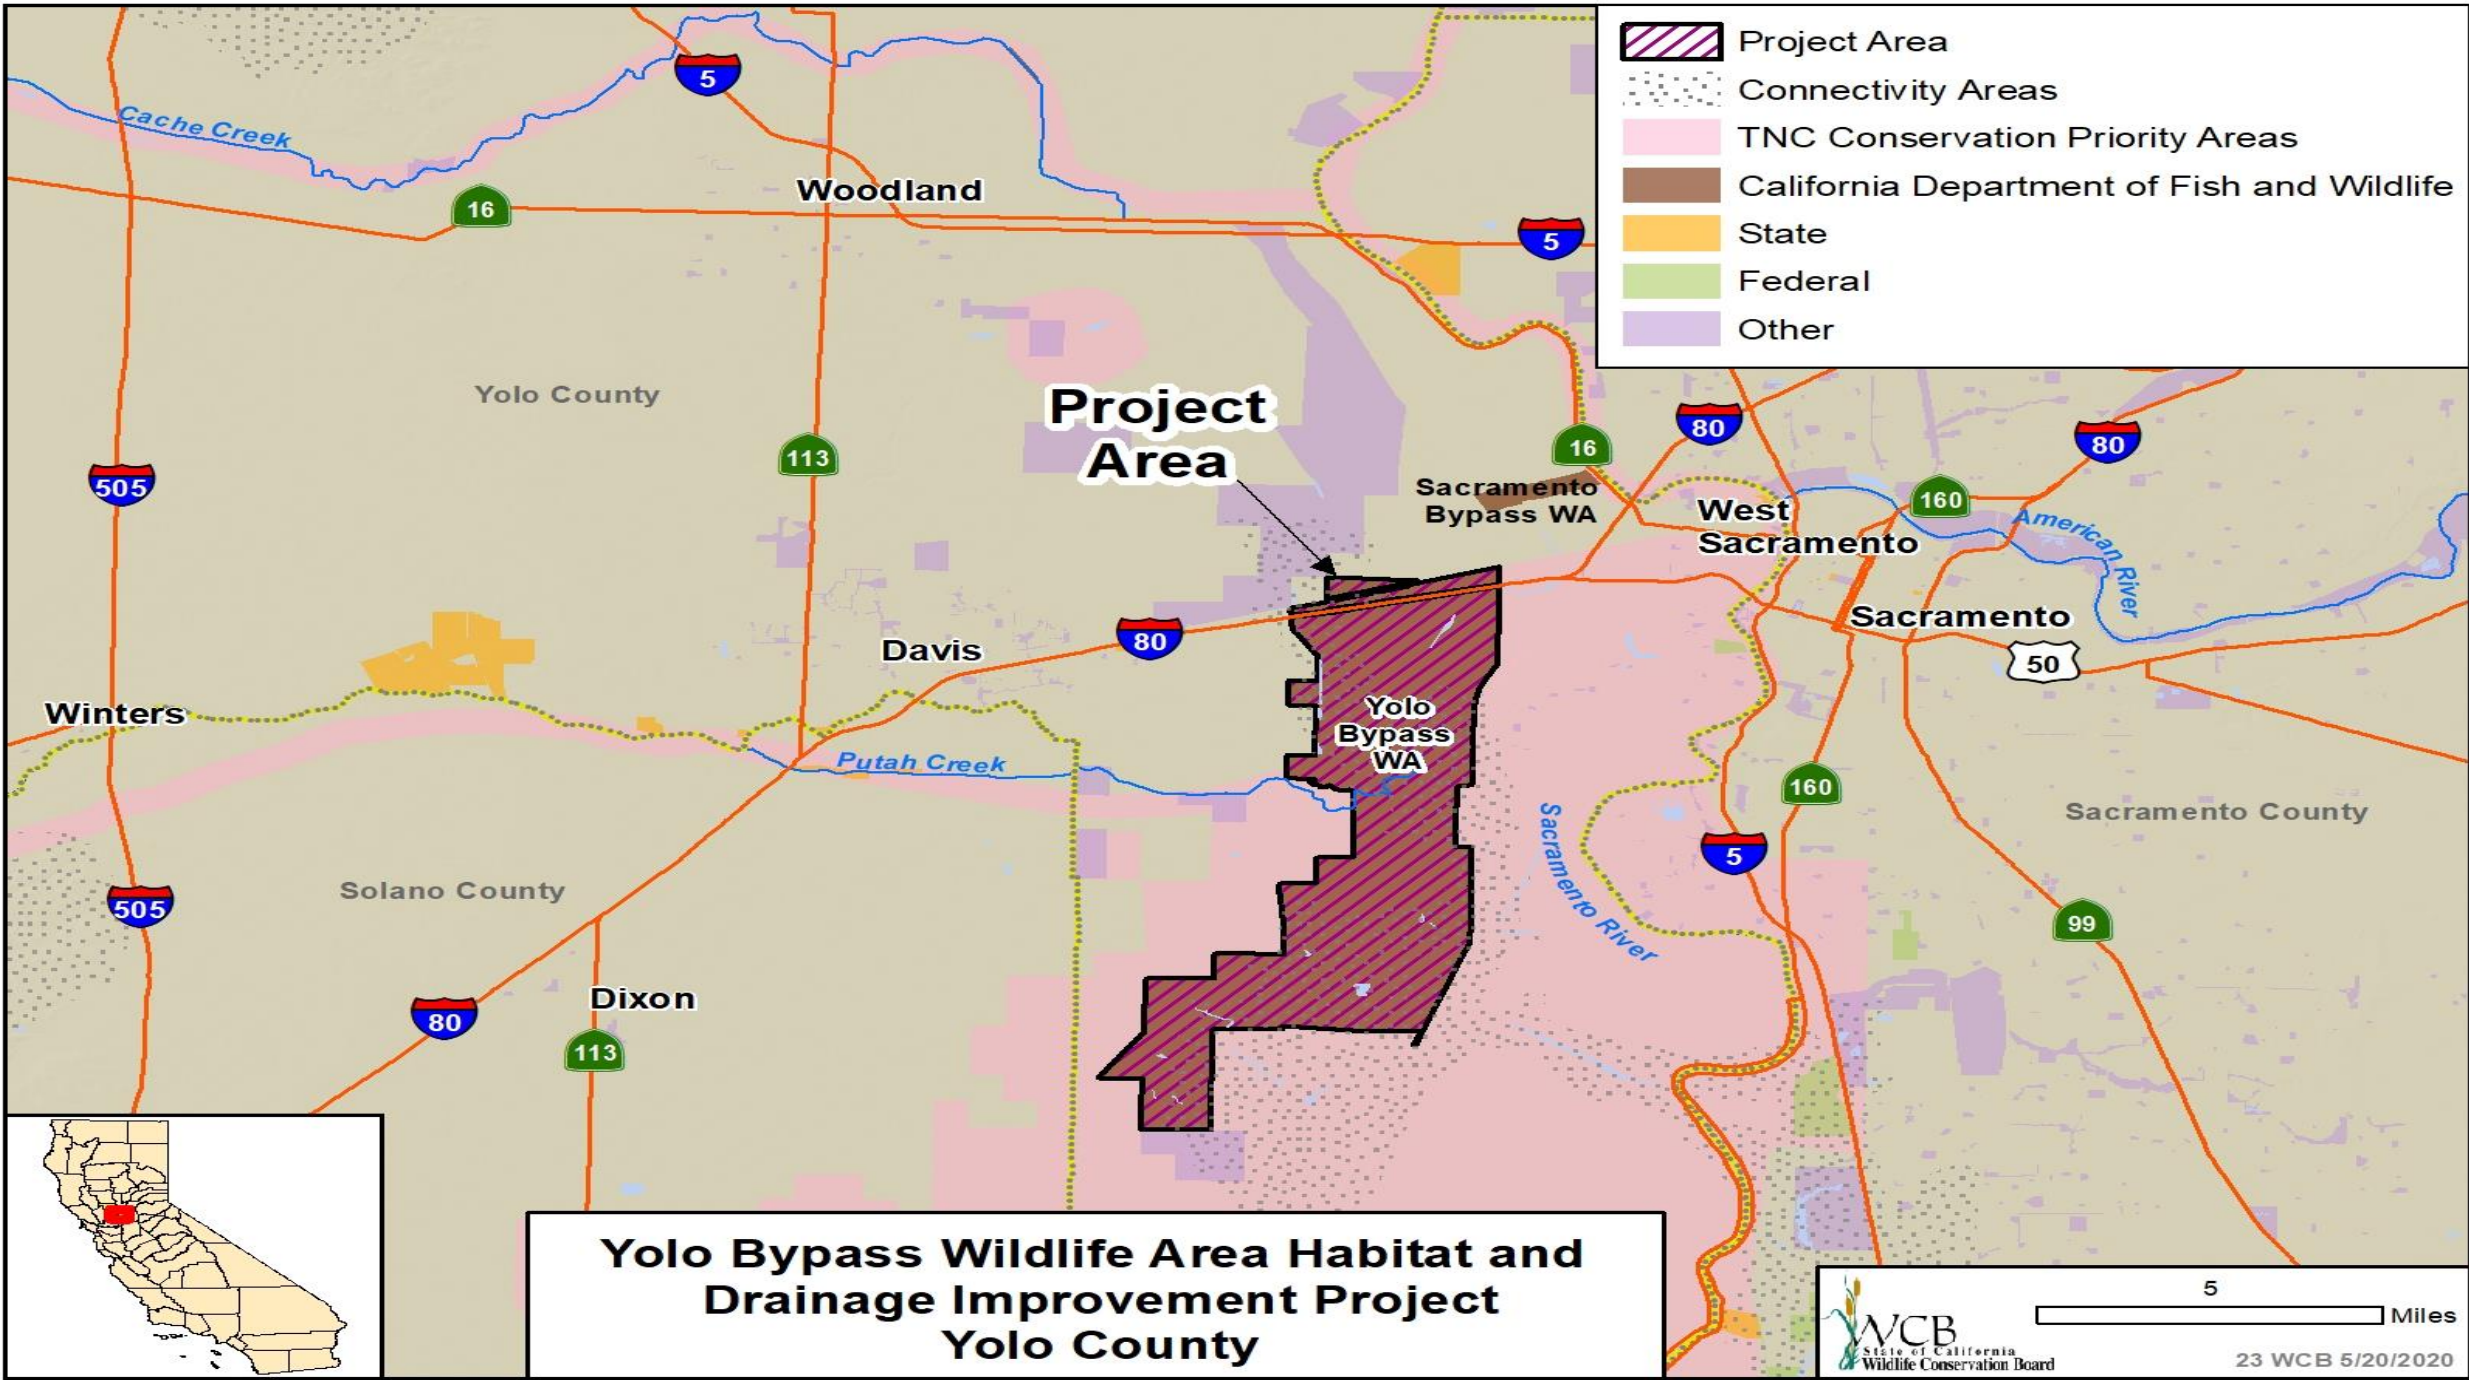 Project Area
Connectivity Areas
TNC Conservation Priority Areas
California Department of Fish and Wildlife
State
Federal
Other
5
Cache Creek
Woodland
16
5
Yolo County
Project
Area
113
505
16
80
80
Sacramento
Bypass WA
West
Sacramento
160
American River
Sacramento
50
80
Davis
Winters
Yolo
Bypass
WA
Putah Creek
160
Sacramento County
Sacramento River
5
Solano County
505
99
Dixon
80
113
Yolo Bypass Wildlife Area Habitat and
Drainage Improvement Project
Yolo County
WCB
State of California
Wildlife Conservation Board
5
Miles
23 WCB 5/20/2020